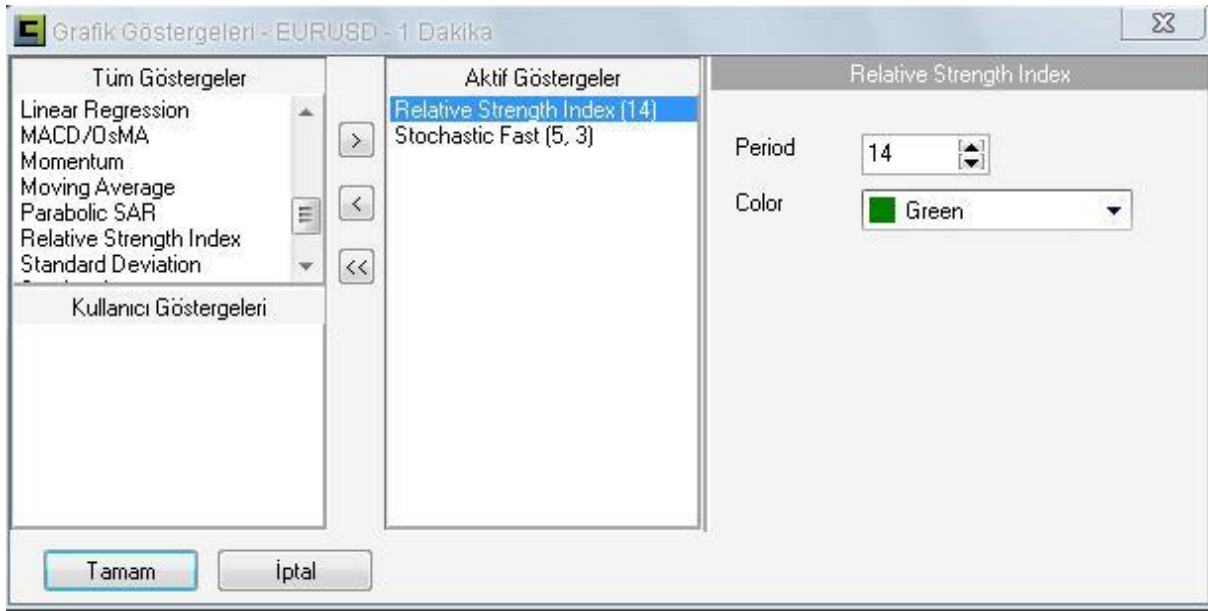 Grafik Göstergeleri - EURUSD - 1 Dakika
Tüm Göstergeler
Linear Regression
MACD/OsMA
Momentum
Moving Average
Parabolic SAR
Relative Strength Index
Standard Deviation
Kullanıcı Göstergeleri
>
<
<<
Aktif Göstergeler
Relative Strength Index (14)
Stochastic Fast (5, 3)
Relative Strength Index
Period 14
Color Green
Tamam İptal